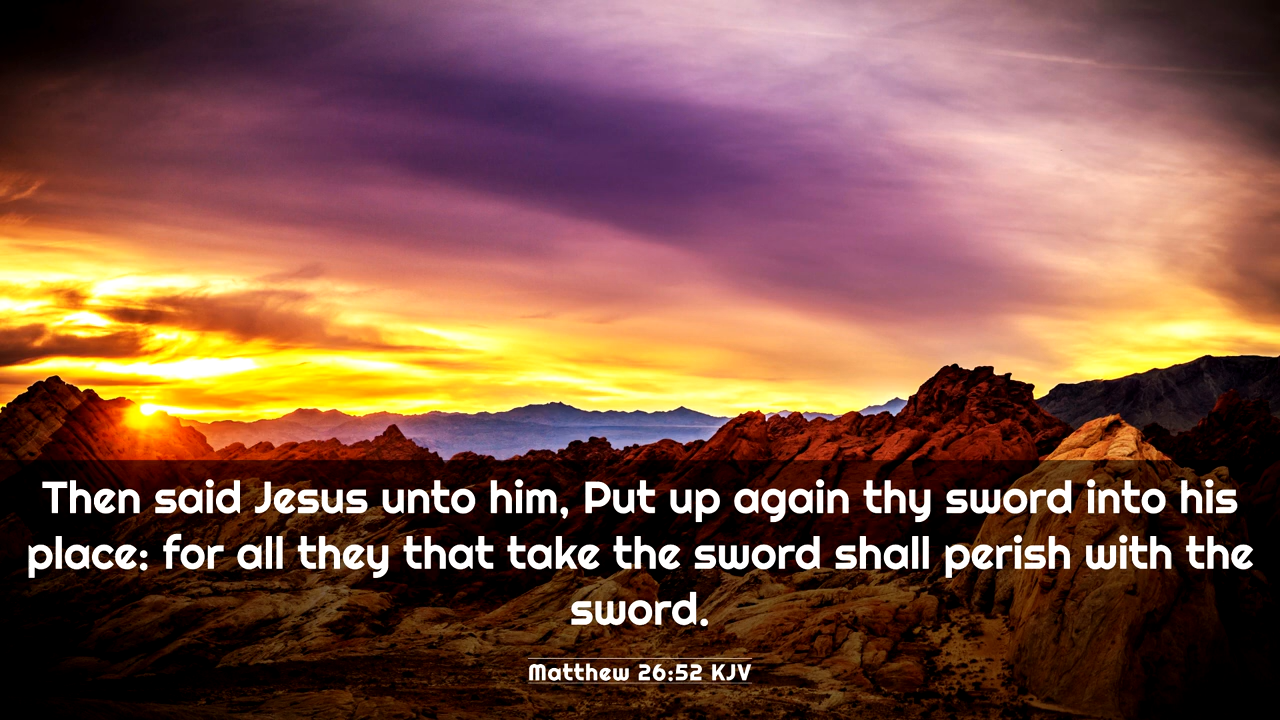 Then said Jesus unto him, Put up again thy sword into his
place: for all they that take the sword shall perish with the
sword.
Matthew 26:52 KJV